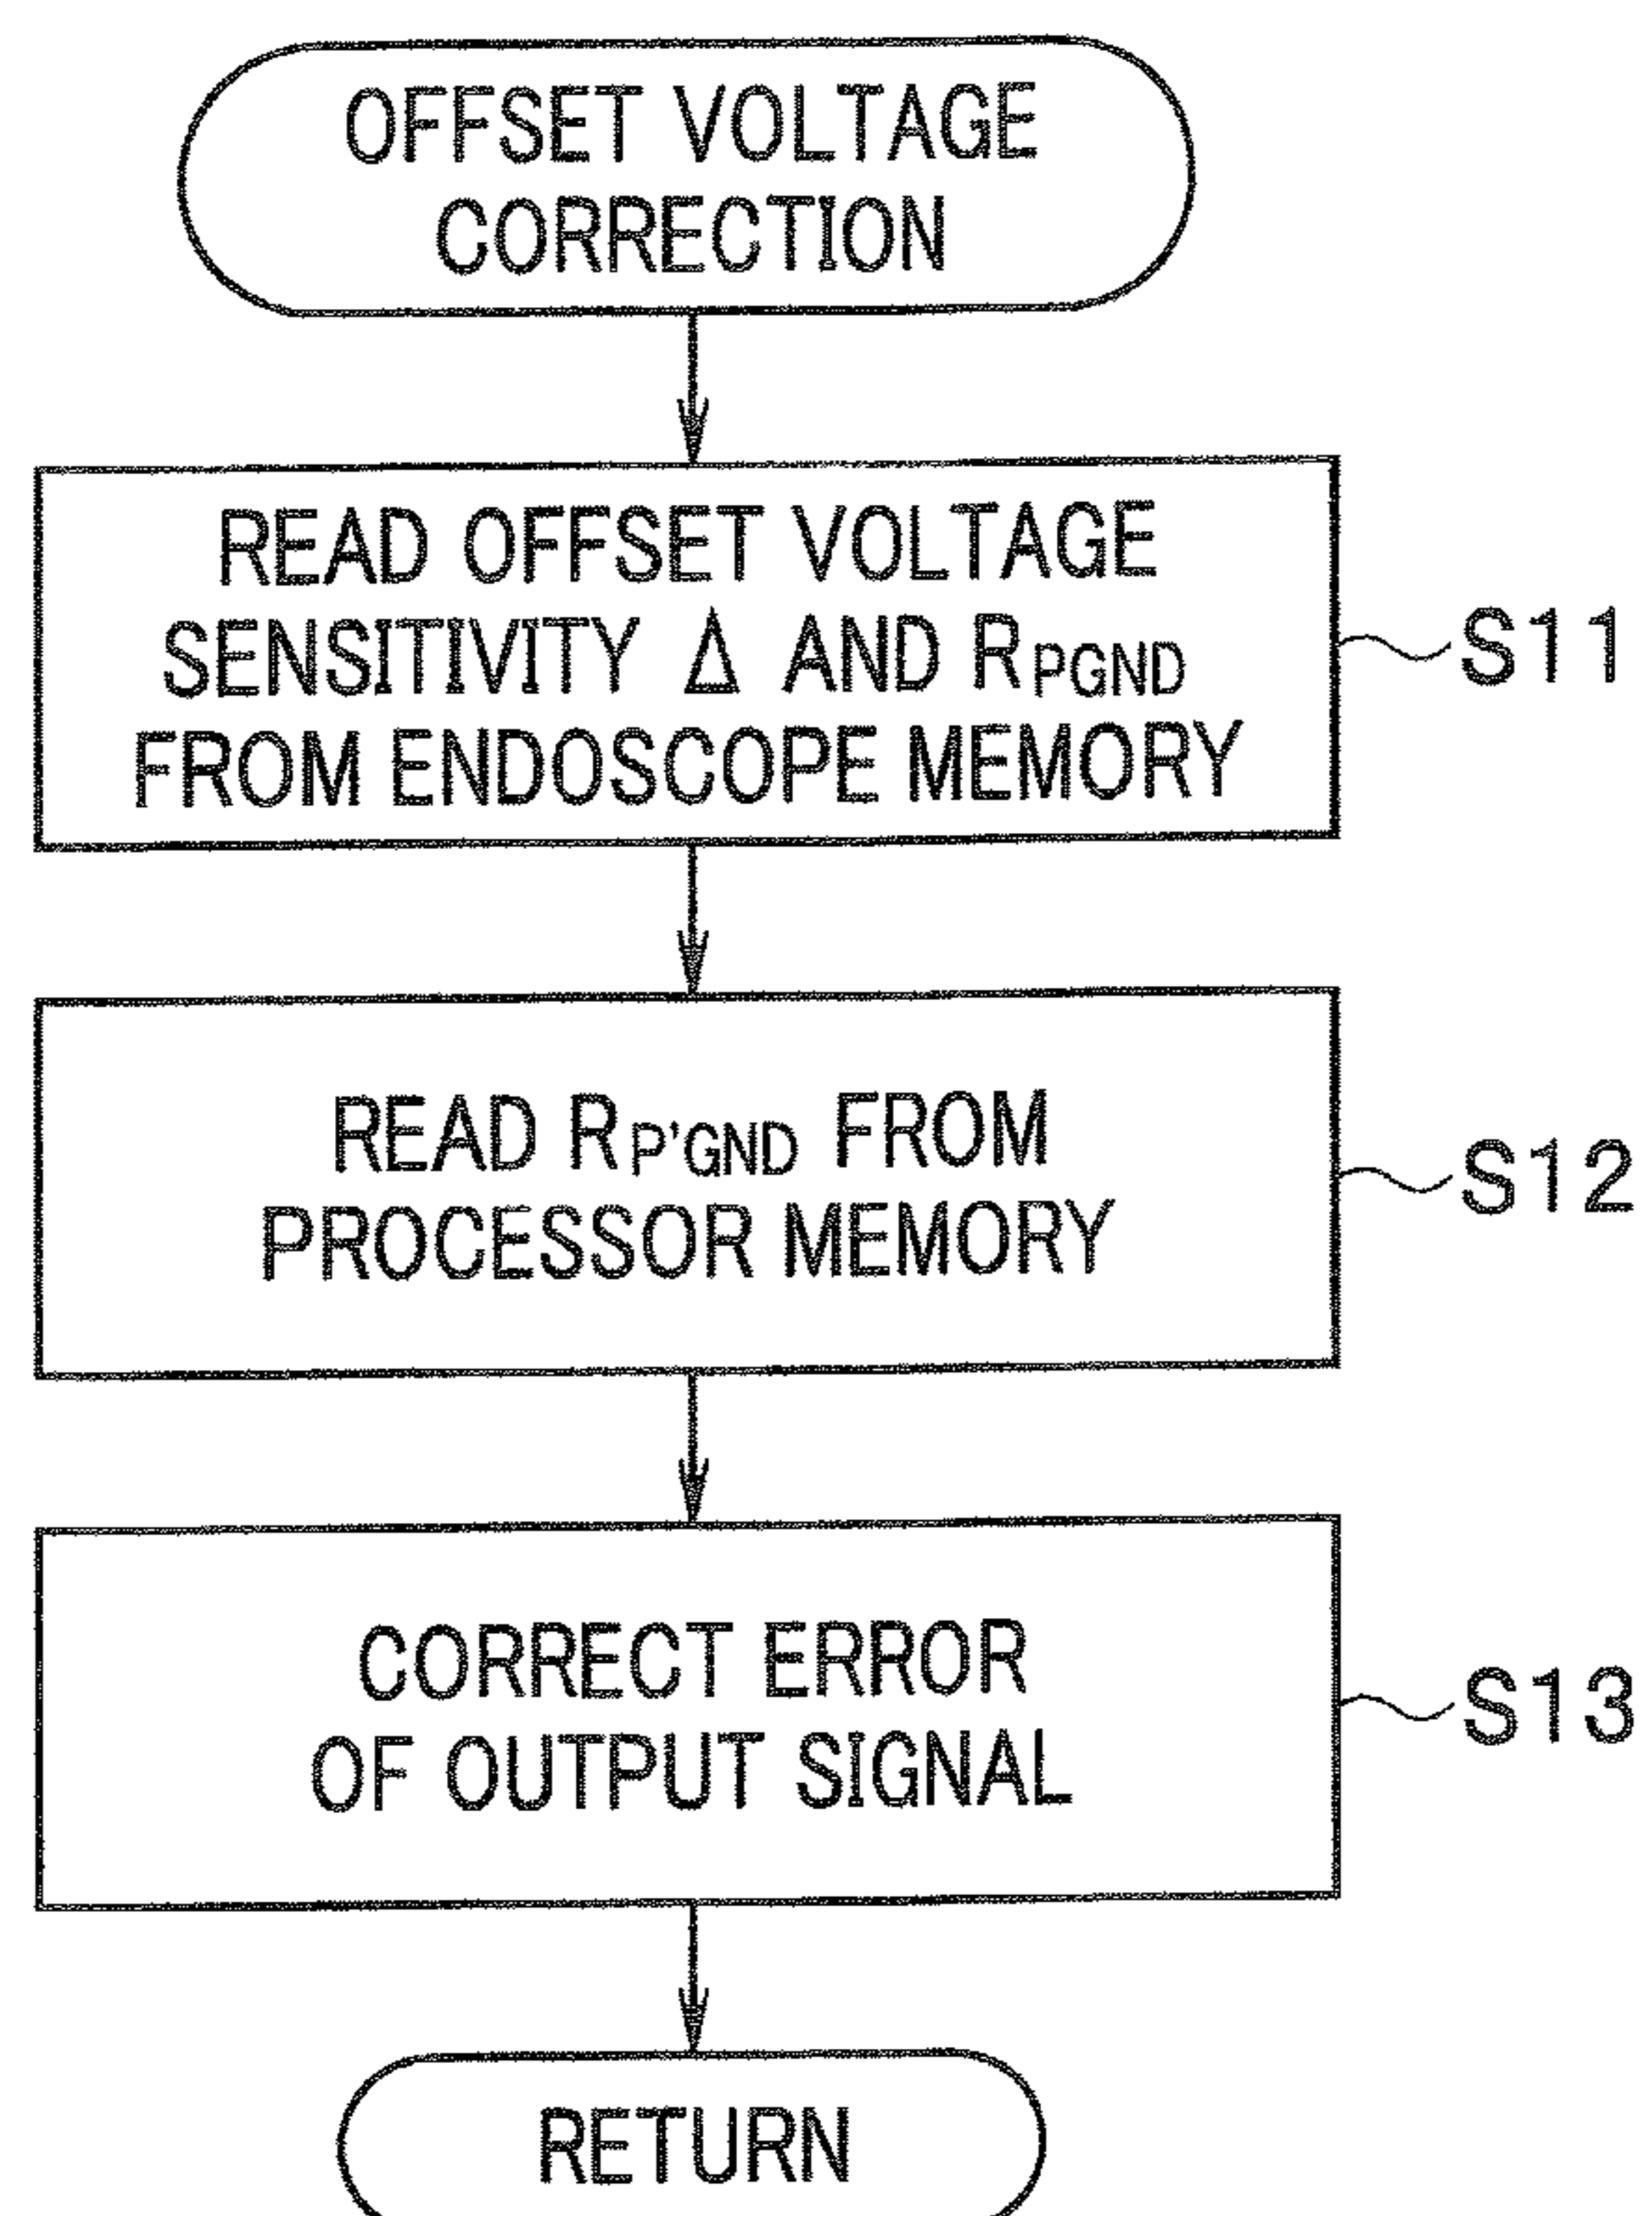 OFFSET VOLTAGE
CORRECTION
READ OFFSET VOLTAGE
SENSITIVITY Δ AND RPGND
FROM ENDOSCOPE MEMORY
S11
READ RP'GND FROM
PROCESSOR MEMORY
S12
CORRECT ERROR
OF OUTPUT SIGNAL
S13
RETURN